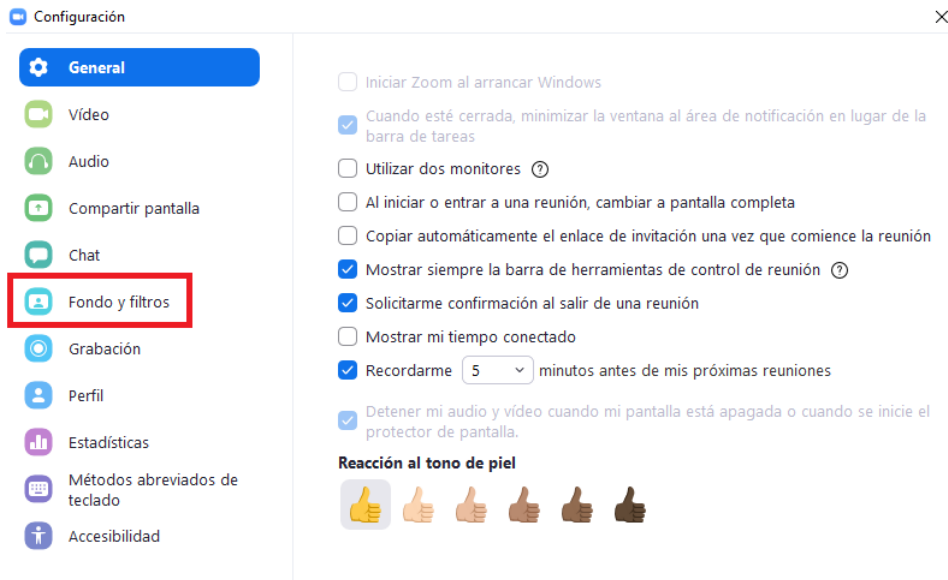 Configuración
General
Vídeo
Audio
Compartir pantalla
Chat
Fondo y filtros
Grabación
Perfil
Estadísticas
Métodos abreviados de
teclado
Accesibilidad
Iniciar Zoom al arrancar Windows
Cuando esté cerrada, minimizar la ventana al área de notificación en lugar de la
barra de tareas
Utilizar dos monitores ?
Al iniciar o entrar a una reunión, cambiar a pantalla completa
Copiar automáticamente el enlace de invitación una vez que comience la reunión
Mostrar siempre la barra de herramientas de control de reunión ?
Solicitarme confirmación al salir de una reunión
Mostrar mi tiempo conectado
Recordarme 5 minutos antes de mis próximas reuniones
Detener mi audio y vídeo cuando mi pantalla está apagada o cuando se inicie el
protector de pantalla.
Reacción al tono de piel